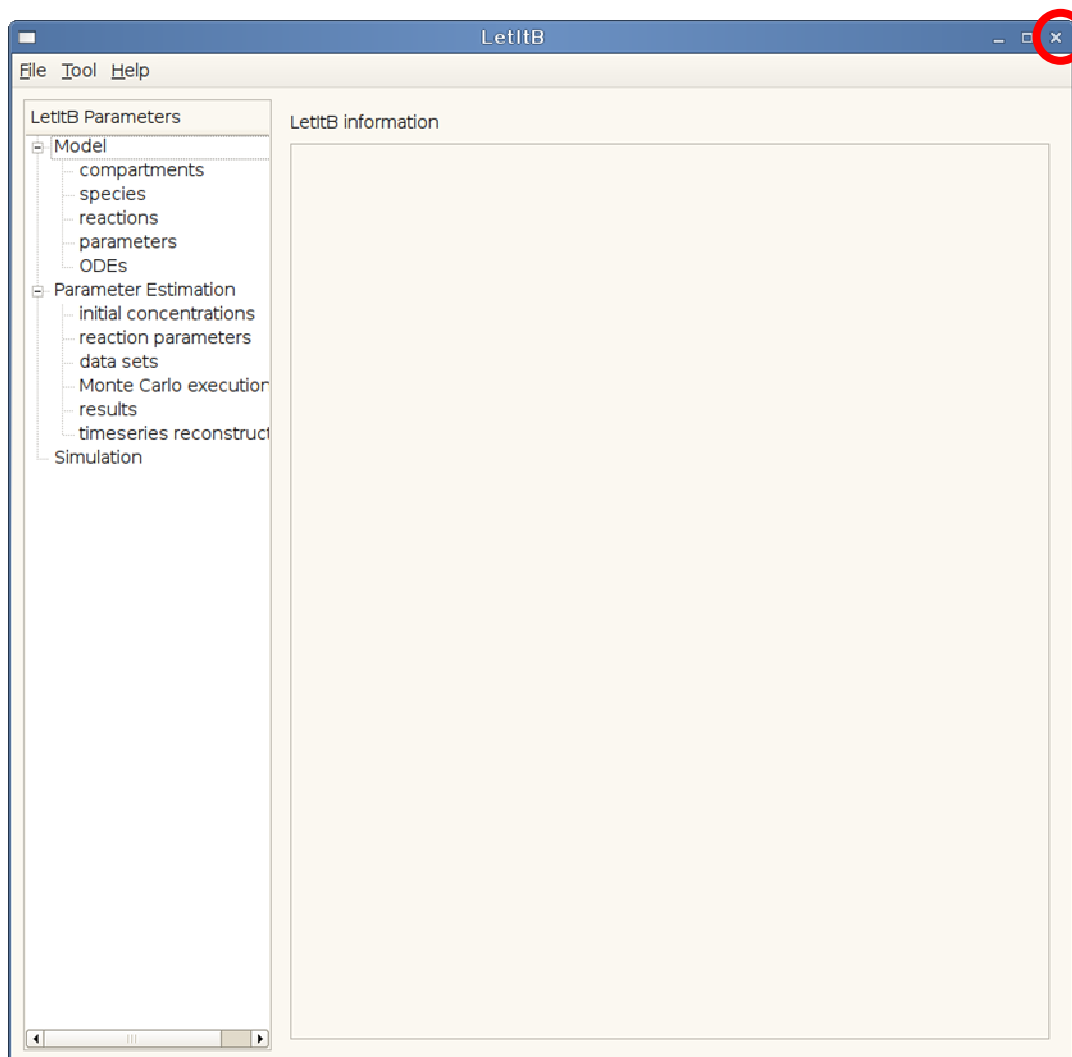 LetItB
File Tool Help
LetItB Parameters
LetItB information
Model
compartments
species
reactions
parameters
ODEs
Parameter Estimation
initial concentrations
reaction parameters
data sets
Monte Carlo execution
results
timeseries reconstruct
Simulation